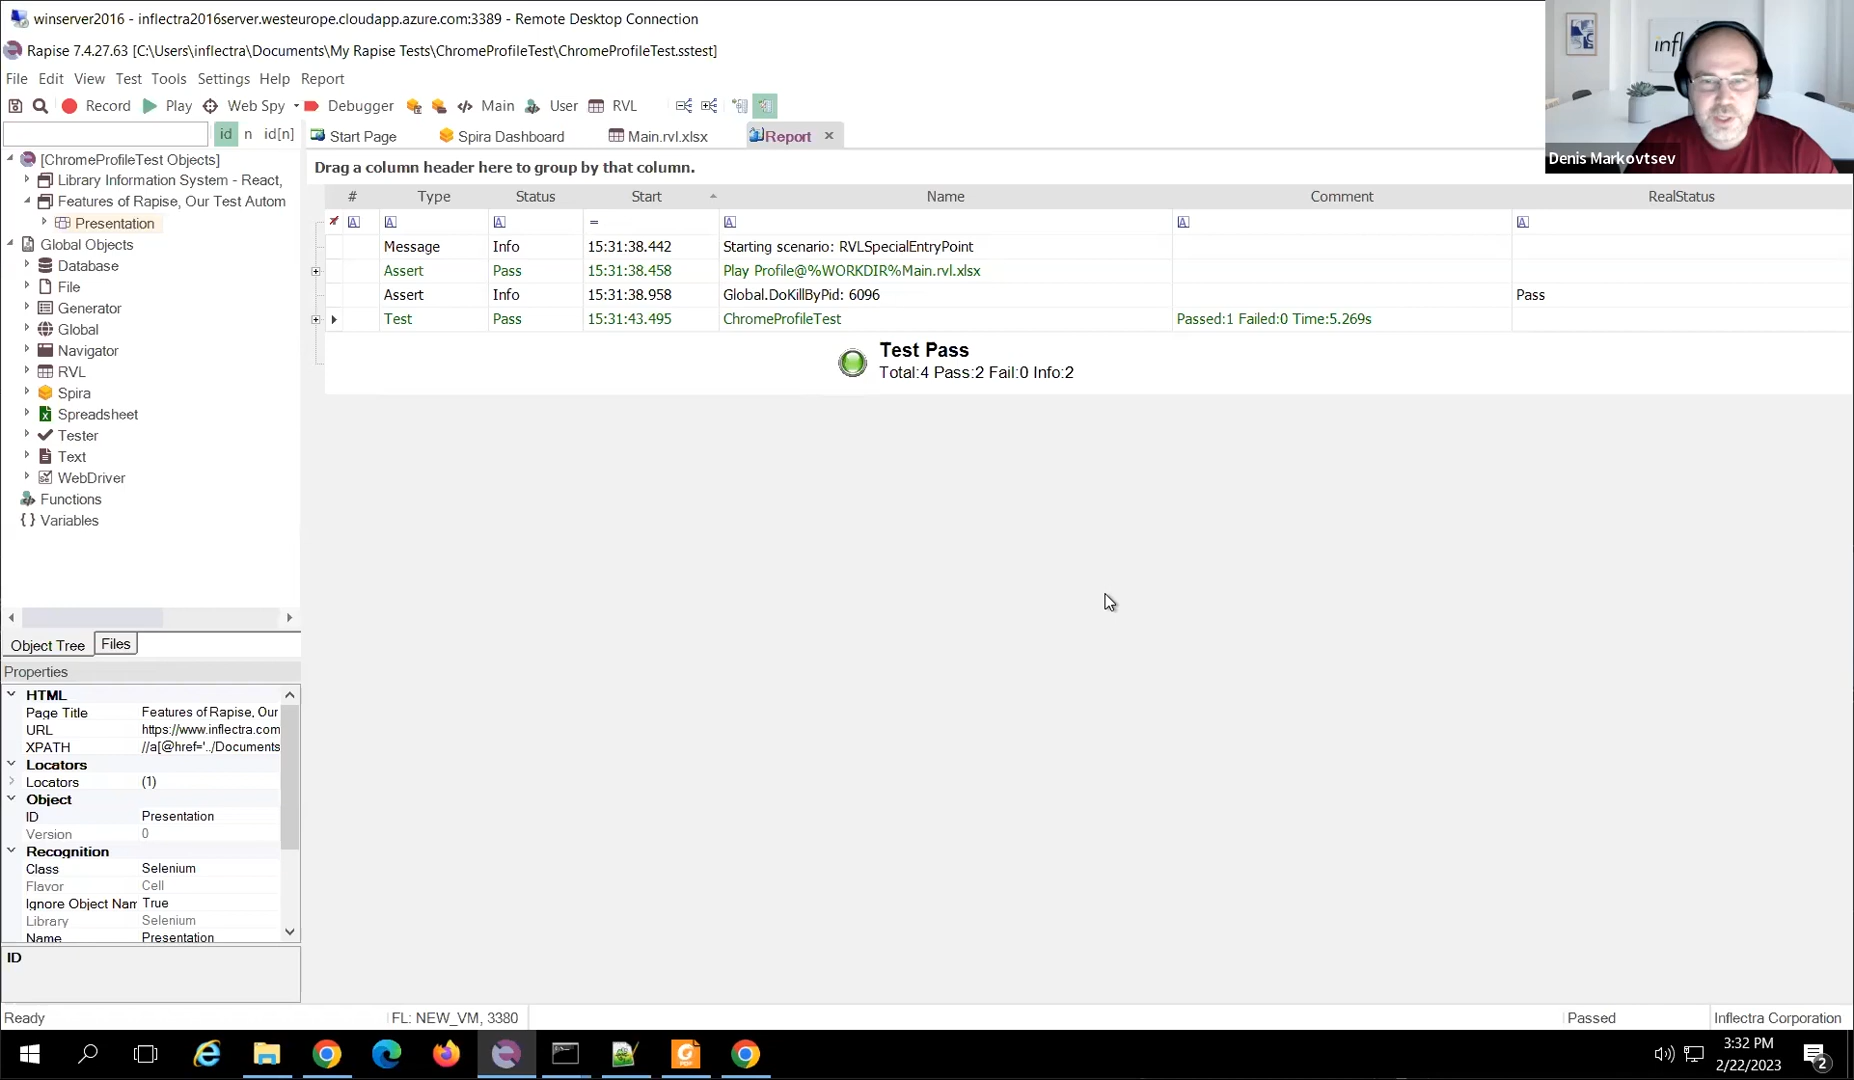 winserver2016 - inflectra2016server.westeurope.cloudapp.azure.com:3389 - Remote Desktop Connection
Rapise 7.4.27.63 [C:\Users\inflectra\Documents\My Rapise Tests\ChromeProfileTest\ChromeProfileTest.sstest]
File Edit View Test Tools Settings Help Report
Record Play Web Spy Debugger Main User RVL
id n id[n] Start Page Spira Dashboard Main.rvl.xlsx Report
Denis Markovtsev
[ChromeProfileTest Objects]
Library Information System - React,
Features of Rapise, Our Test Autom
Presentation
Global Objects
Database
File
Generator
Global
Navigator
RVL
Spira
Spreadsheet
Tester
Text
WebDriver
Functions
Variables
Drag a column header here to group by that column.
# Type Status Start Name Comment RealStatus
=
Message Info 15:31:38.442 Starting scenario: RVLSpecialEntryPoint
Assert Pass 15:31:38.458 Play Profile@%WORKDIR%Main.rvl.xlsx
Assert Info 15:31:38.958 Global.DoKillByPid: 6096 Pass
Test Pass 15:31:43.495 ChromeProfileTest Passed:1 Failed:0 Time:5.269s
Test Pass
Total:4 Pass:2 Fail:0 Info:2
Object Tree Files
Properties
HTML
Page Title Features of Rapise, Our
URL https://www.inflectra.com
XPATH //a[@href='../Documents
Locators
Locators (1)
Object
ID Presentation
Version 0
Recognition
Class Selenium
Flavor Cell
Ignore Object Nam True
Library Selenium
Name Presentation
ID
Ready FL: NEW_VM, 3380 Passed Inflectra Corporation
3:32 PM
2/22/2023
2